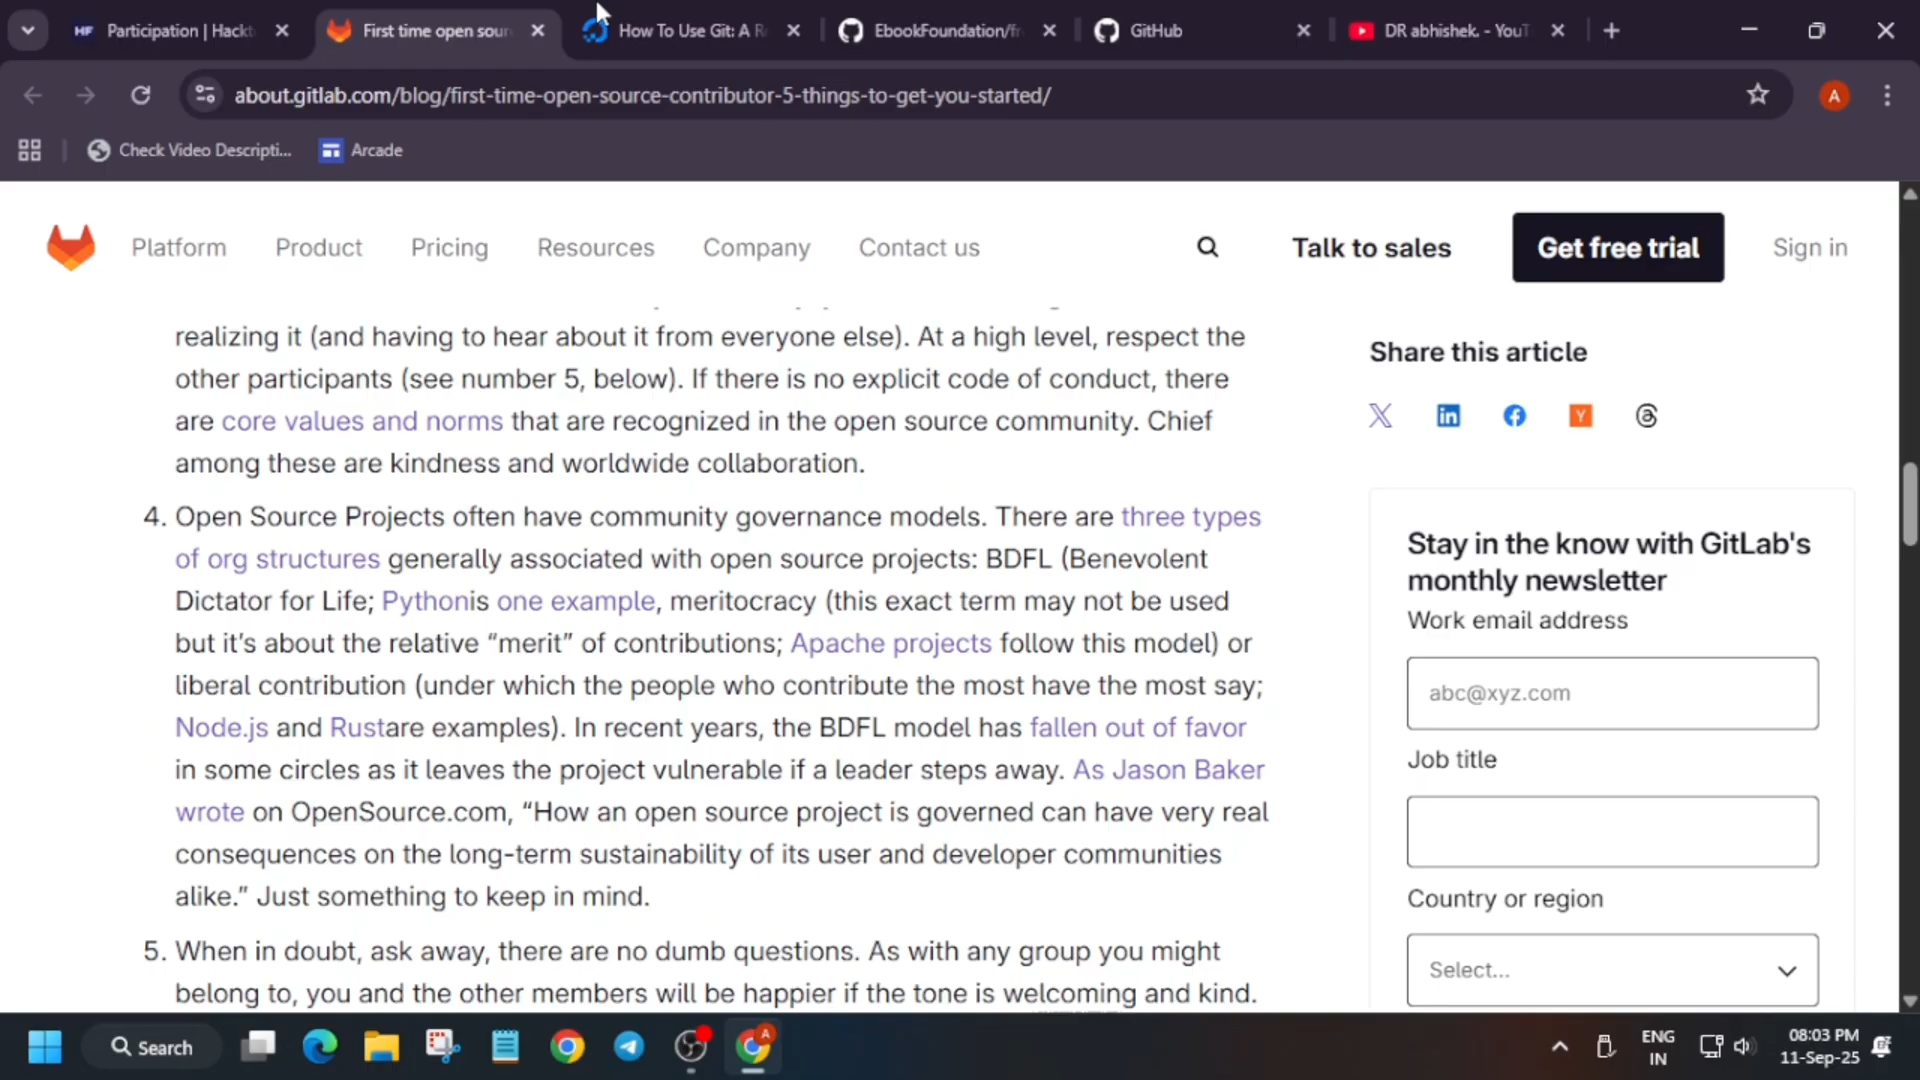 HF Participation | Hackt
First time open sour
How To Use Git: A R
EbookFoundation/fr
GitHub
DR abhishek. - YouT
about.gitlab.com/blog/first-time-open-source-contributor-5-things-to-get-you-started/
A
Check Video Descripti...
Arcade
Platform Product Pricing Resources Company Contact us Talk to sales Get free trial Sign in
realizing it (and having to hear about it from everyone else). At a high level, respect the
other participants (see number 5, below). If there is no explicit code of conduct, there
are core values and norms that are recognized in the open source community. Chief
among these are kindness and worldwide collaboration.
4. Open Source Projects often have community governance models. There are three types
of org structures generally associated with open source projects: BDFL (Benevolent
Dictator for Life; Pythonis one example, meritocracy (this exact term may not be used
but it’s about the relative “merit” of contributions; Apache projects follow this model) or
liberal contribution (under which the people who contribute the most have the most say;
Node.js and Rustare examples). In recent years, the BDFL model has fallen out of favor
in some circles as it leaves the project vulnerable if a leader steps away. As Jason Baker
wrote on OpenSource.com, “How an open source project is governed can have very real
consequences on the long-term sustainability of its user and developer communities
alike.” Just something to keep in mind.
5. When in doubt, ask away, there are no dumb questions. As with any group you might
belong to, you and the other members will be happier if the tone is welcoming and kind.
Share this article
Stay in the know with GitLab's
monthly newsletter
Work email address
abc@xyz.com
Job title
Country or region
Select...
Search
A
ENG
IN
08:03 PM
11-Sep-25